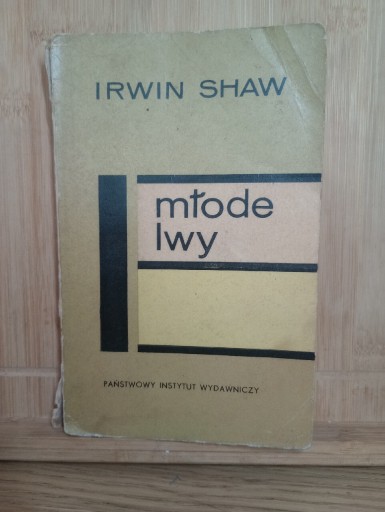 IRWIN SHAW
młode
lwy
PAŃSTWOWY INSTYTUT WYDAWNICZY